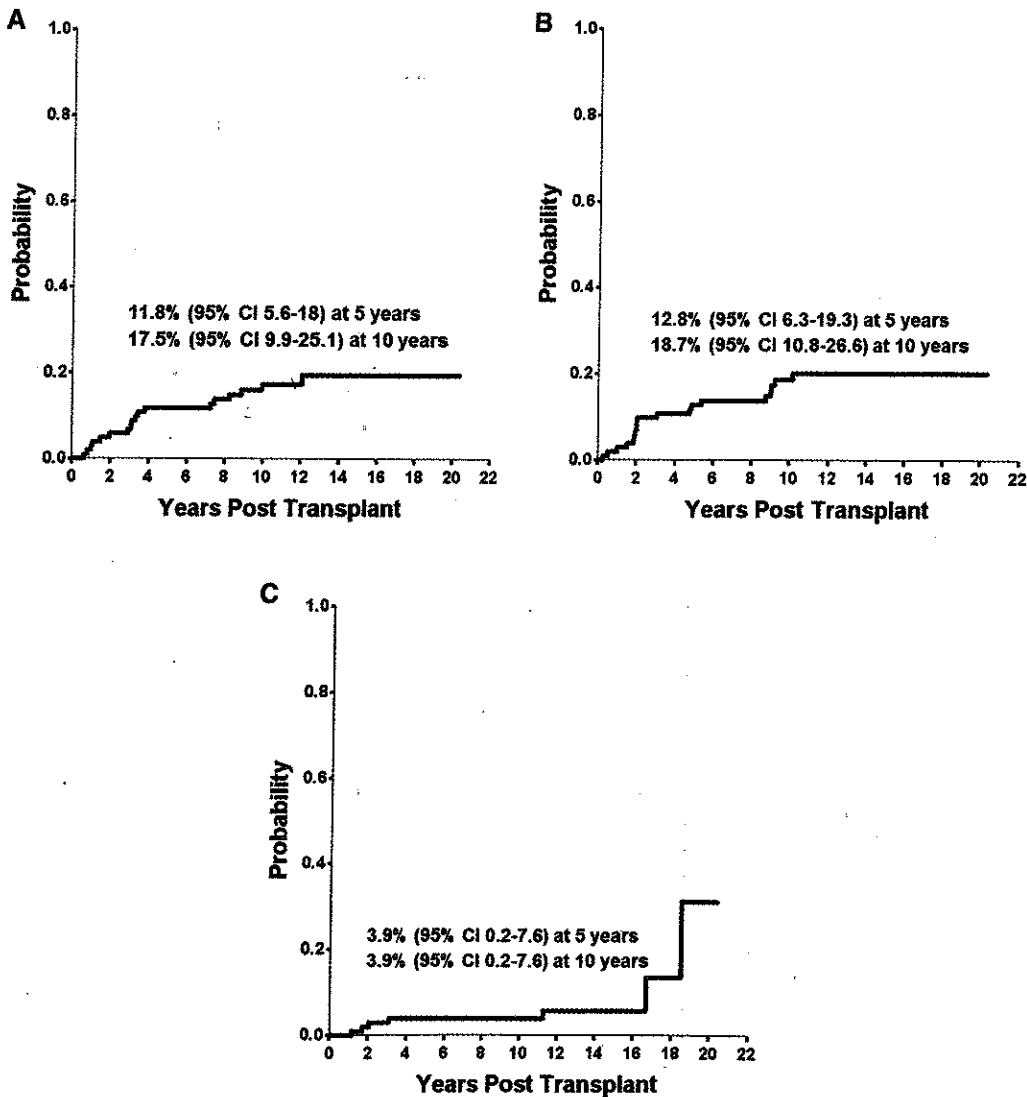 A
1.0
0.8
0.6
0.4
0.2
0.0
Probability
11.8% (95% CI 5.6-18) at 5 years
17.5% (95% CI 9.9-25.1) at 10 years
0 2 4 6 8 10 12 14 16 18 20 22
Years Post Transplant
B
1.0
0.8
0.6
0.4
0.2
0.0
Probability
12.8% (95% CI 6.3-19.3) at 5 years
18.7% (95% CI 10.8-26.6) at 10 years
0 2 4 6 8 10 12 14 16 18 20 22
Years Post Transplant
C
1.0
0.8
0.6
0.4
0.2
0.0
Probability
3.9% (95% CI 0.2-7.6) at 5 years
3.9% (95% CI 0.2-7.6) at 10 years
0 2 4 6 8 10 12 14 16 18 20 22
Years Post Transplant